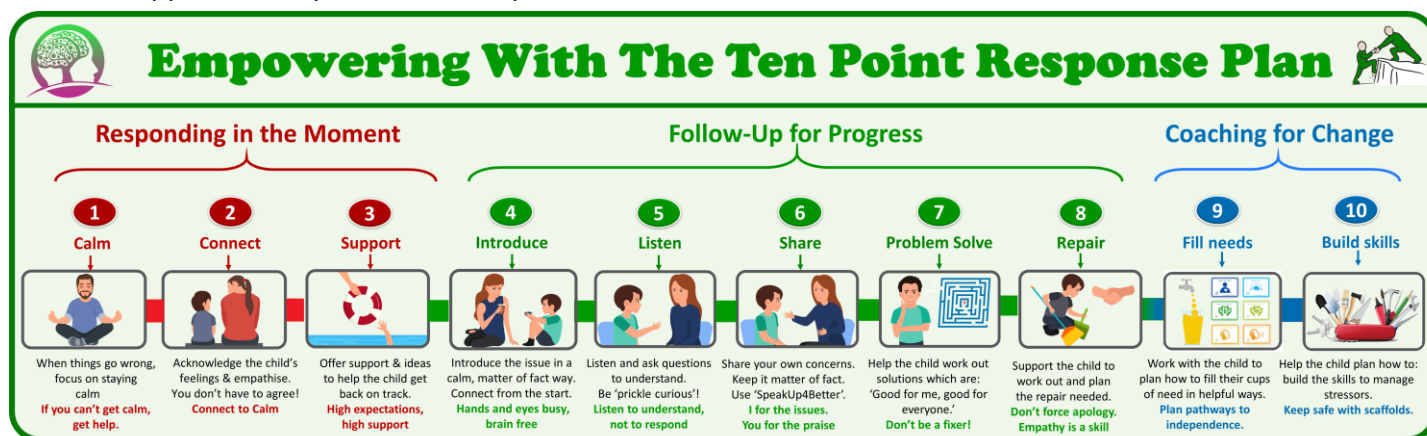 Empowering With The Ten Point Response Plan
Responding in the Moment
Follow-Up for Progress
Coaching for Change
1
Calm
When things go wrong,
focus on staying
calm
If you can't get calm,
get help.
2
Connect
Acknowledge the child's
feelings & empathise.
You don't have to agree!
Connect to Calm
3
Support
Offer support & ideas
to help the child get
back on track.
High expectations,
high support
4
Introduce
Introduce the issue in a
calm, matter of fact way.
Connect from the start.
Hands and eyes busy,
brain free
5
Listen
Listen and ask questions
to understand.
Be 'prickle curious'!
Listen to understand,
not to respond
6
Share
Share your own concerns.
Keep it matter of fact.
Use 'SpeakUp4Better'.
I for the issues.
You for the praise
7
Problem Solve
Help the child work out
solutions which are:
'Good for me, good for
everyone.'
Don't be a fixer!
8
Repair
Support the child to
work out and plan
the repair needed.
Don't force apology.
Empathy is a skill
9
Fill needs
Work with the child to
plan how to fill their cups
of need in helpful ways.
Plan pathways to
independence.
10
Build skills
Help the child plan how to:
build the skills to manage
stressors.
Keep safe with scaffolds.